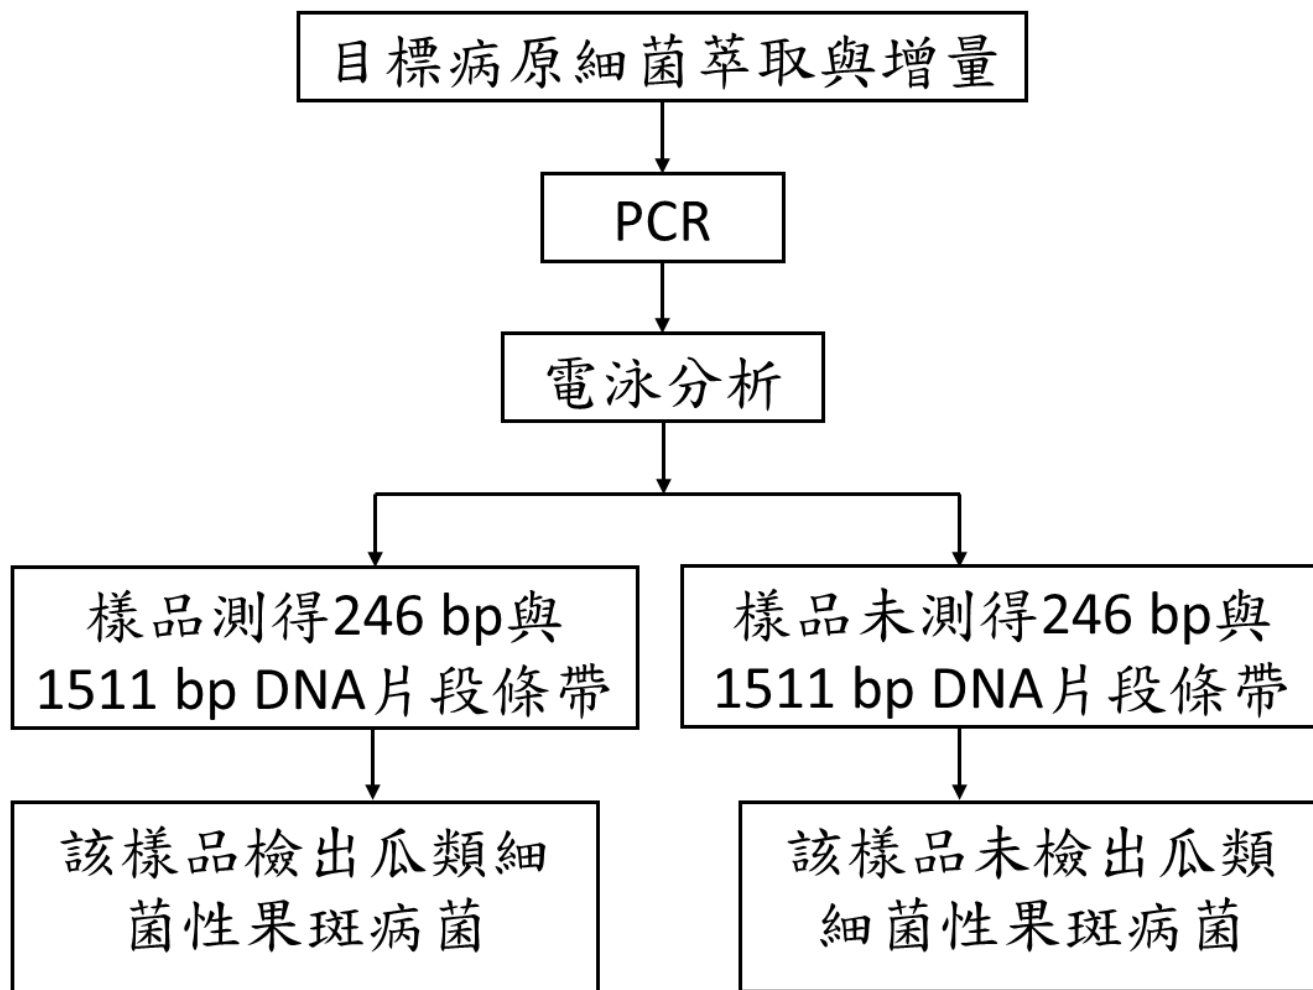 目標病原細菌萃取與增量
PCR
電泳分析
樣品測得246 bp與
1511 bp DNA片段條帶
樣品未測得246 bp與
1511 bp DNA片段條帶
該樣品檢出瓜類細
菌性果斑病菌
該樣品未檢出瓜類
細菌性果斑病菌